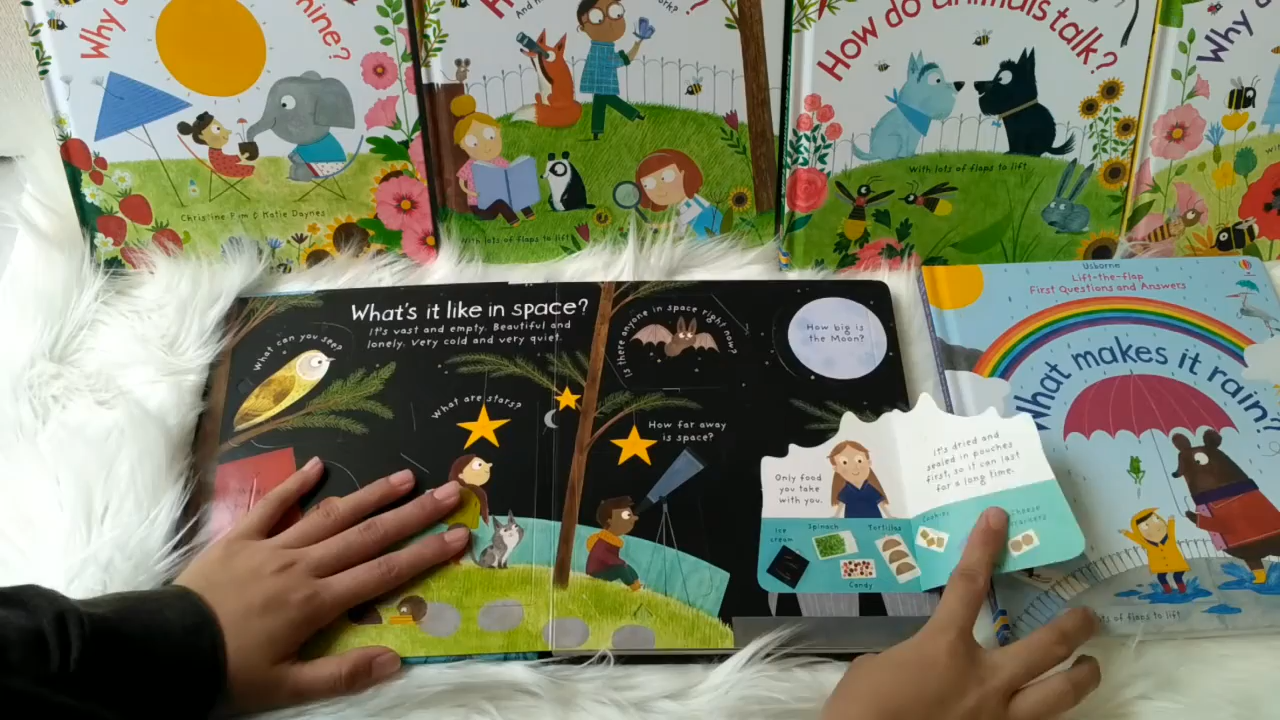 Why
hine?
Christine Pym & Katie Daynes
And
work?
With lots of flaps to lift
How do animals talk?
With lots of flaps to lift
Why
Usborne
Lift-the-flap
First Questions and Answers
What makes it rain?
lots of flaps to lift
What's it like in space?
It's vast and empty. Beautiful and
lonely. Very cold and very quiet.
What can you see?
What are stars?
Is there anyone in space right now?
How big is
the Moon?
How far away
is space?
Only food
you take
with you.
It's dried and
sealed in pouches
first, so it can last
for a long time.
Ice
cream
Spinach
Tortillas
Candy
Cheese
crackers